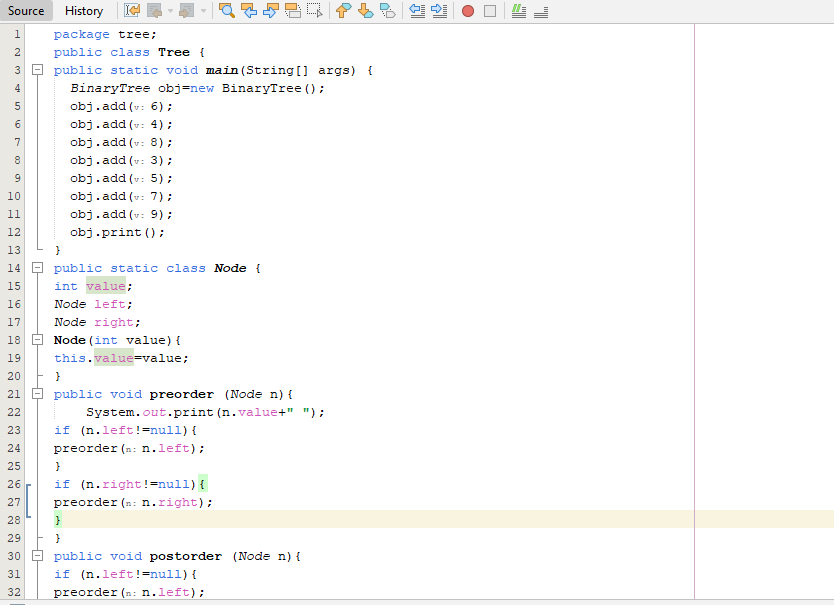 Source History
1 package tree;
2 public class Tree {
3 public static void main(String[] args) {
4 BinaryTree obj=new BinaryTree();
5 obj.add(v: 6);
6 obj.add(v: 4);
7 obj.add(v: 8);
8 obj.add(v: 3);
9 obj.add(v: 5);
10 obj.add(v: 7);
11 obj.add(v: 9);
12 obj.print();
13 }
14 public static class Node {
15 int value;
16 Node left;
17 Node right;
18 Node(int value){
19 this.value=value;
20 }
21 public void preorder (Node n){
22 System.out.print(n.value+" ");
23 if (n.left!=null){
24 preorder(n: n.left);
25 }
26 if (n.right!=null){
27 preorder(n: n.right);
28 }
29 }
30 public void postorder (Node n){
31 if (n.left!=null){
32 preorder(n: n.left);